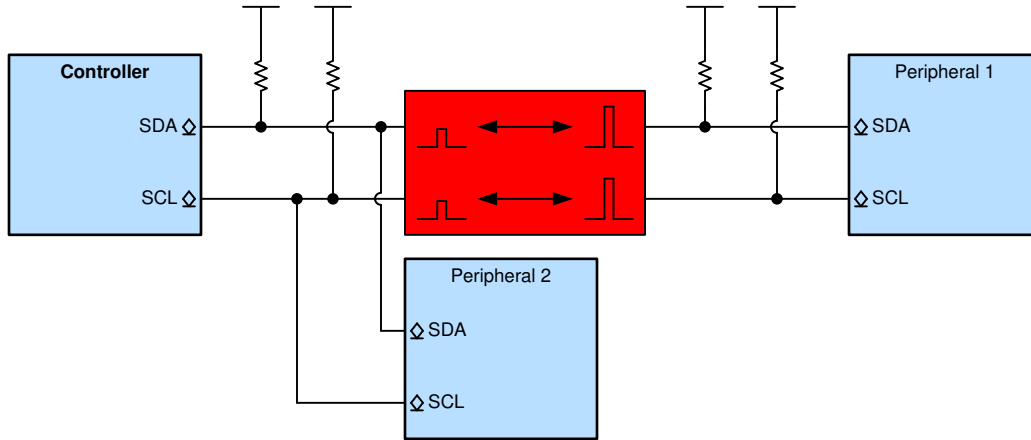 Controller
SDA
SCL
Peripheral 1
SDA
SCL
Peripheral 2
SDA
SCL